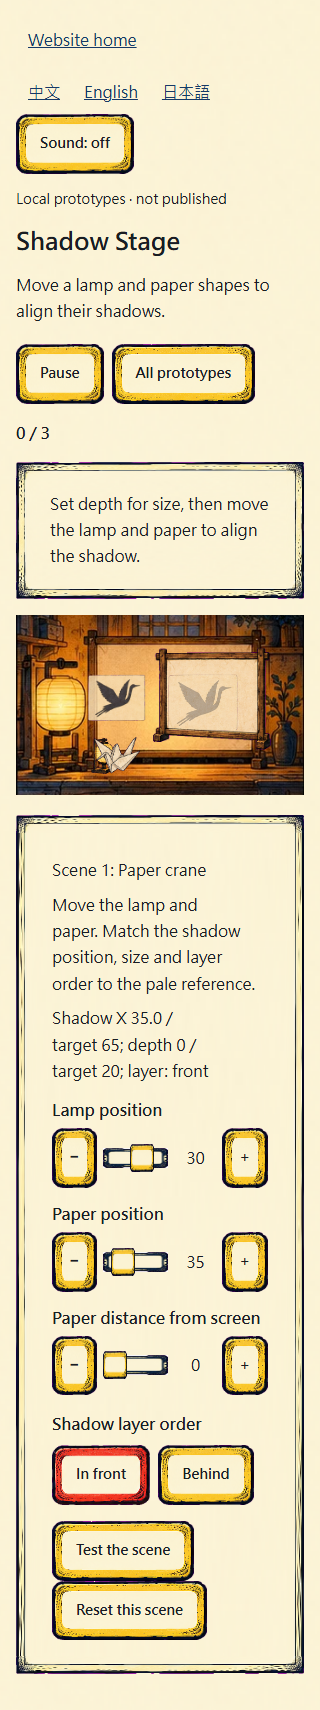 Website home
中文 English 日本語
Sound: off
Local prototypes · not published
Shadow Stage
Move a lamp and paper shapes to
align their shadows.
Pause All prototypes
0 / 3
Set depth for size, then move
the lamp and paper to align
the shadow.
Scene 1: Paper crane
Move the lamp and
paper. Match the shadow
position, size and layer
order to the pale reference.
Shadow X 35.0 /
target 65; depth 0 /
target 20; layer: front
Lamp position
− 30 +
Paper position
− 35 +
Paper distance from screen
− 0 +
Shadow layer order
In front Behind
Test the scene
Reset this scene